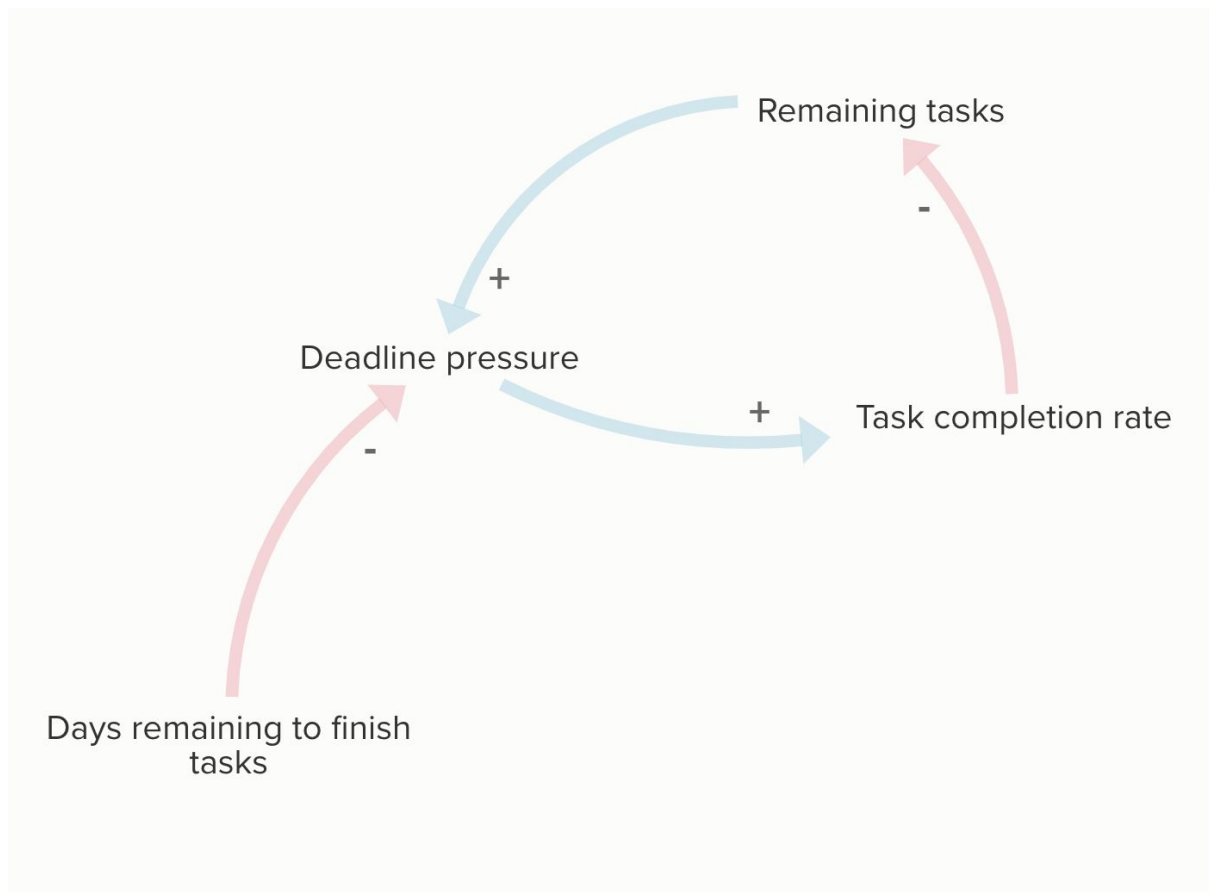 Remaining tasks
-
+
Deadline pressure
+
Task completion rate
-
Days remaining to finish
tasks